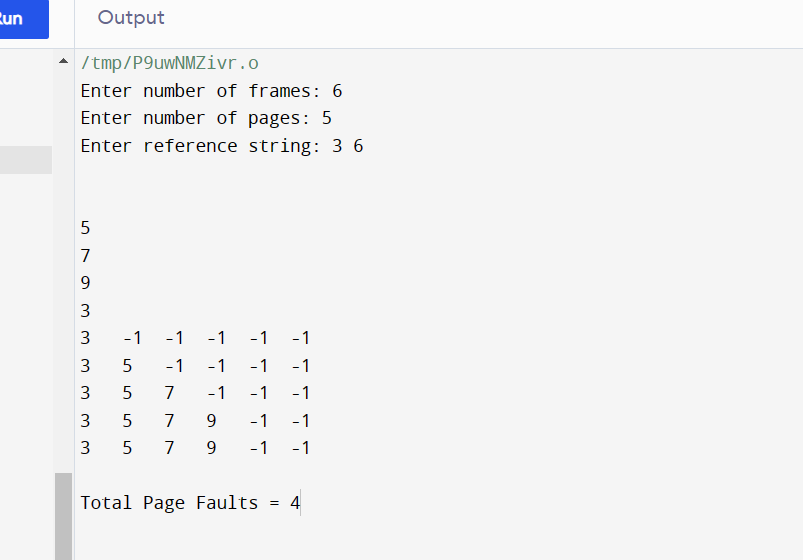 Run
Output
/tmp/P9uwNMZivr.o
Enter number of frames: 6
Enter number of pages: 5
Enter reference string: 3 6
5
7
9
3
3 -1 -1 -1 -1 -1
3 5 -1 -1 -1 -1
3 5 7 -1 -1 -1
3 5 7 9 -1 -1
3 5 7 9 -1 -1
Total Page Faults = 4